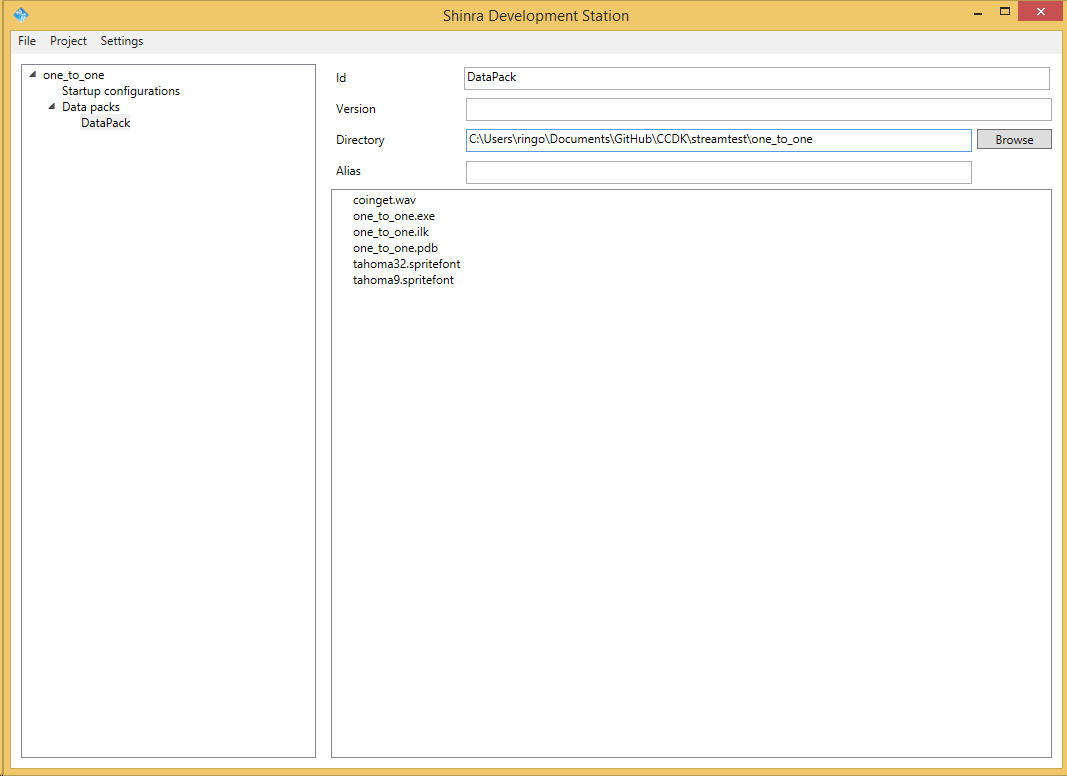 Shinra Development Station
File Project Settings
one_to_one
Startup configurations
Data packs
DataPack
Id DataPack
Version
Directory C:\Users\ringo\Documents\GitHub\CCDK\streamtest\one_to_one Browse
Alias
coinget.wav
one_to_one.exe
one_to_one.ilk
one_to_one.pdb
tahoma32.spritefont
tahoma9.spritefont